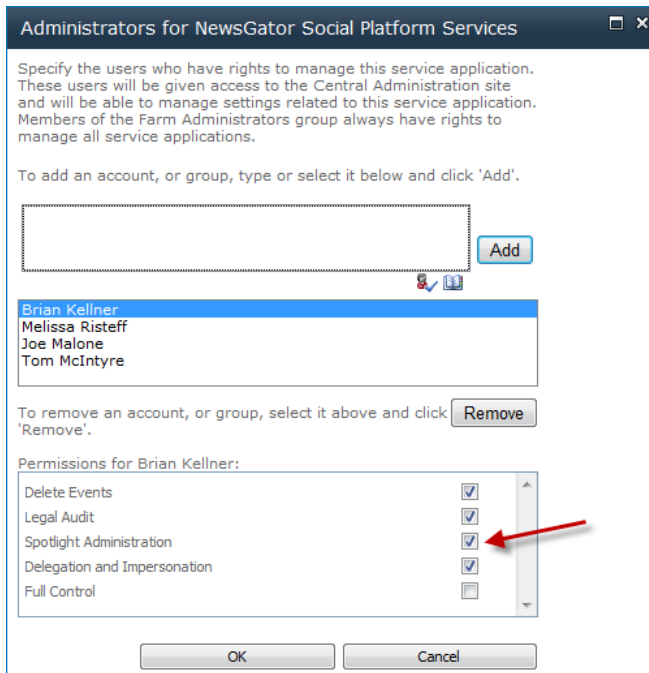 Administrators for NewsGator Social Platform Services
Specify the users who have rights to manage this service application.
These users will be given access to the Central Administration site
and will be able to manage settings related to this service application.
Members of the Farm Administrators group always have rights to
manage all service applications.
To add an account, or group, type or select it below and click 'Add'.
Add
Brian Kellner
Melissa Risteff
Joe Malone
Tom McIntyre
To remove an account, or group, select it above and click Remove
'Remove'.
Permissions for Brian Kellner:
Delete Events
Legal Audit
Spotlight Administration
Delegation and Impersonation
Full Control
OK Cancel